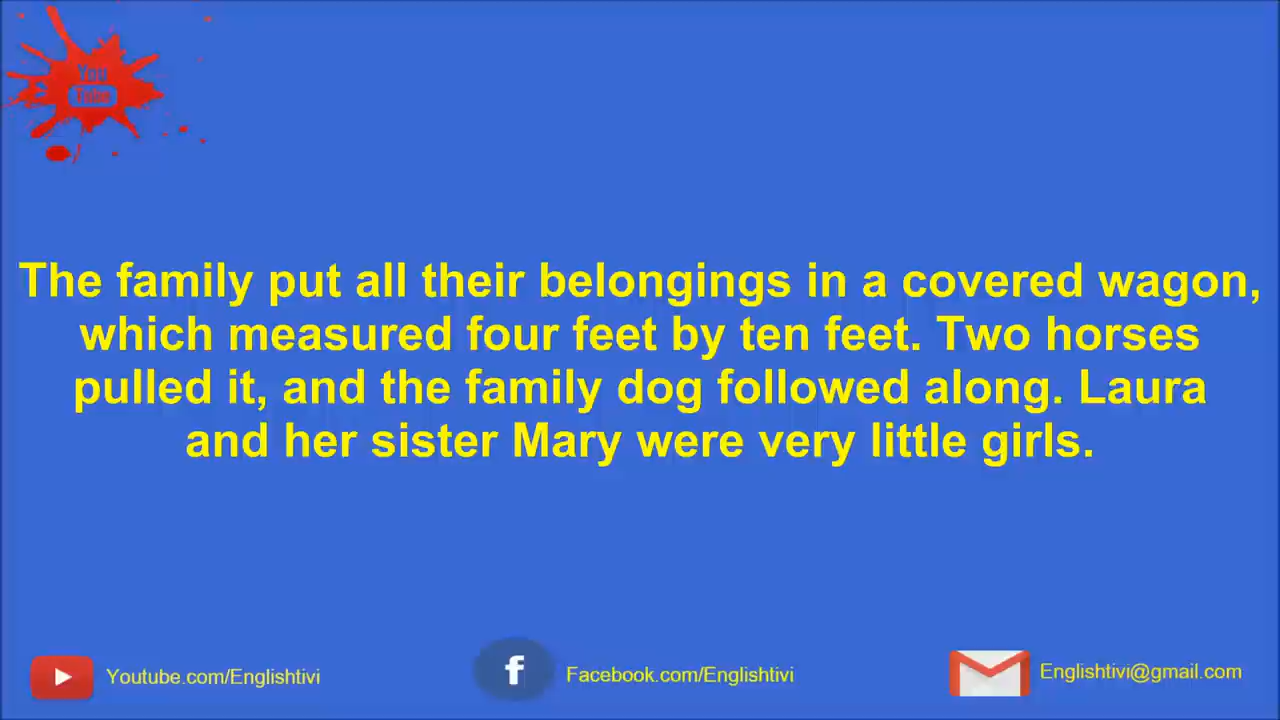 You
Tube
The family put all their belongings in a covered wagon,
which measured four feet by ten feet. Two horses
pulled it, and the family dog followed along. Laura
and her sister Mary were very little girls.
Youtube.com/Englishtivi
f
Facebook.com/Englishtivi
Englishtivi@gmail.com